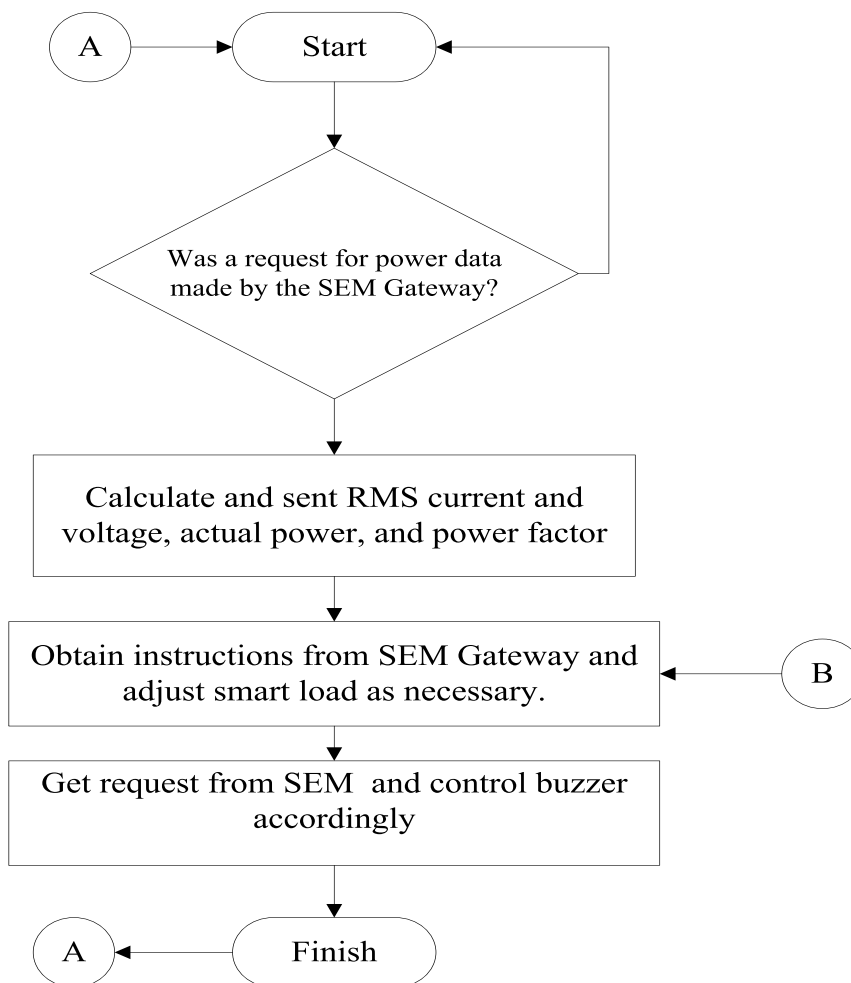 A
Start
Was a request for power data
made by the SEM Gateway?
Calculate and sent RMS current and
voltage, actual power, and power factor
Obtain instructions from SEM Gateway and
adjust smart load as necessary.
B
Get request from SEM and control buzzer
accordingly
A
Finish